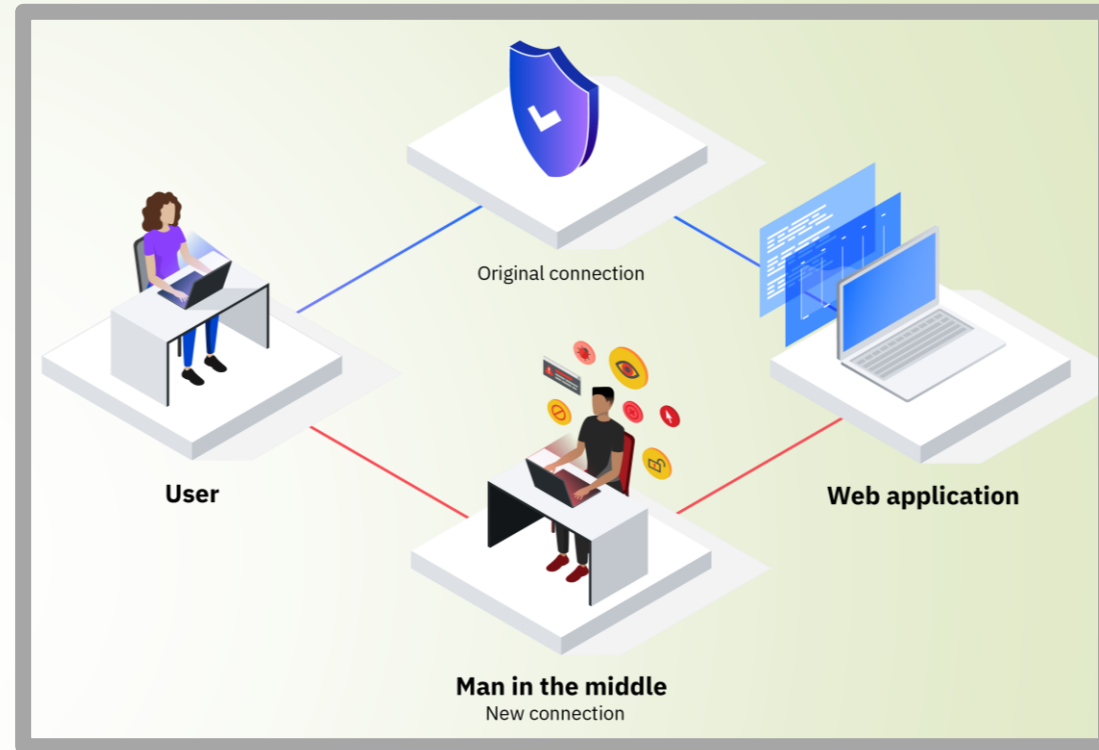 Original connection
User
Web application
Man in the middle
New connection